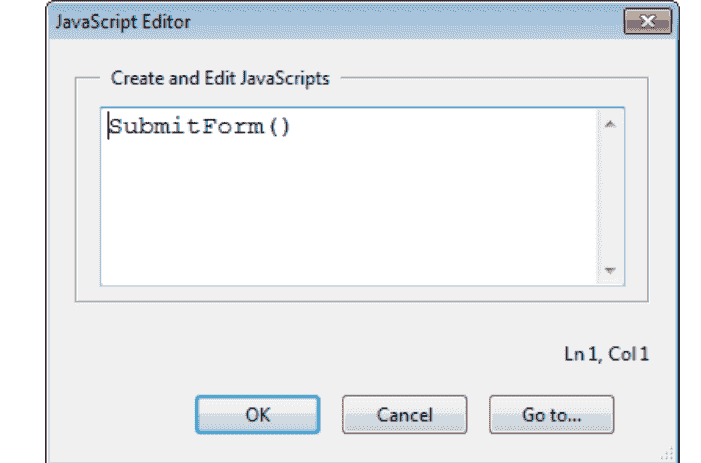 JavaScript Editor
Create and Edit JavaScripts
SubmitForm()
Ln 1, Col 1
OK
Cancel
Go to...